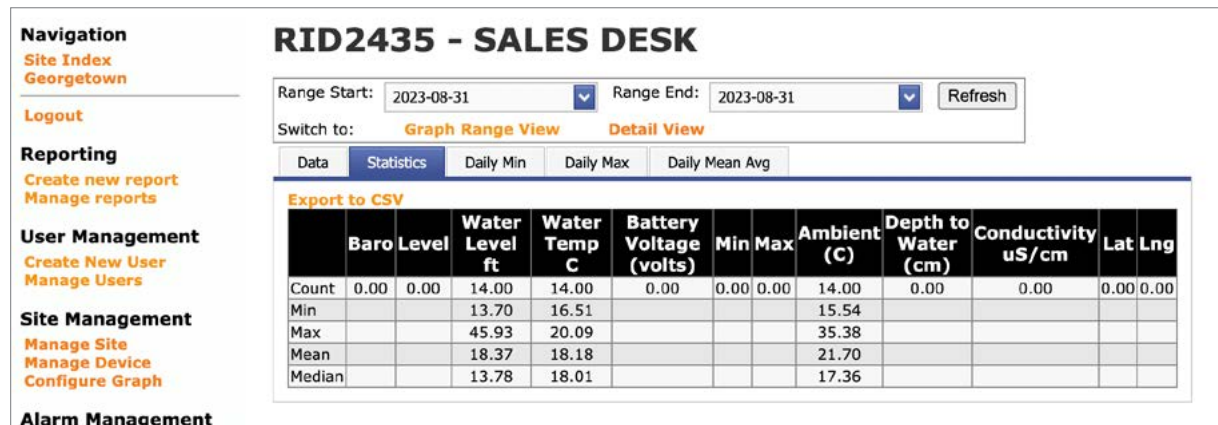 Navigation
Site Index
Georgetown
Logout
Reporting
Create new report
Manage reports
User Management
Create New User
Manage Users
Site Management
Manage Site
Manage Device
Configure Graph
Alarm Management
RID2435 - SALES DESK
Range Start: 2023-08-31 Range End: 2023-08-31 Refresh
Switch to: Graph Range View Detail View
Data Statistics Daily Min Daily Max Daily Mean Avg
Export to CSV
Baro Level Water Level ft Water Temp C Battery Voltage (volts) Min Max Ambient (C) Depth to Water (cm) Conductivity uS/cm Lat Lng
Count 0.00 0.00 14.00 14.00 0.00 0.00 0.00 14.00 0.00 0.00 0.00 0.00
Min 13.70 16.51 15.54
Max 45.93 20.09 35.38
Mean 18.37 18.18 21.70
Median 13.78 18.01 17.36